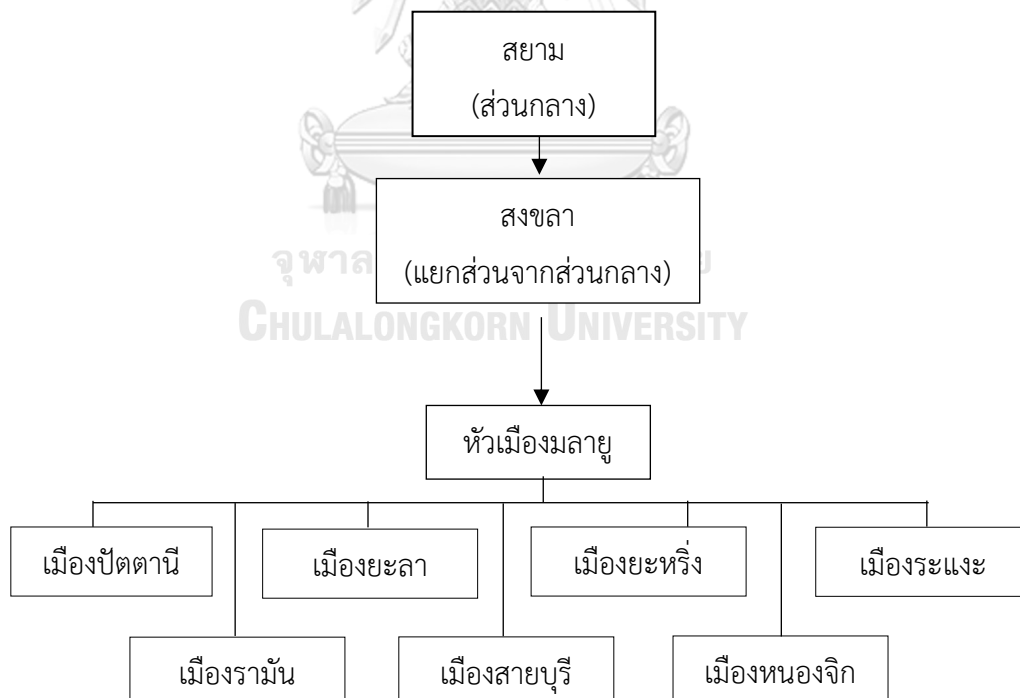 สยาม
(ส่วนกลาง)
สงขลา
(แยกส่วนจากส่วนกลาง)
CHULALONGKORN UNIVERSITY
หัวเมืองมลายู
เมืองปัตตานี
เมืองยะลา
เมืองยะหริ่ง
เมืองระแงะ
เมืองรามัน
เมืองสายบุรี
เมืองหนองจิก